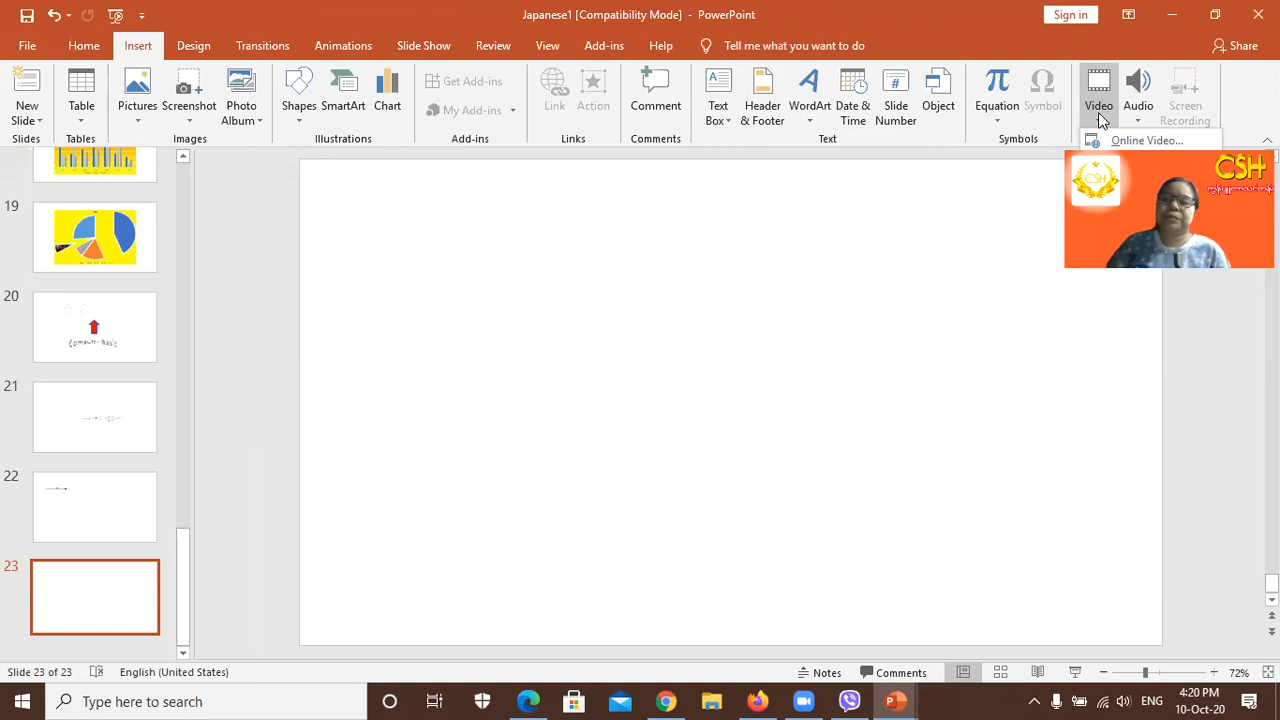 Japanese1 [Compatibility Mode] - PowerPoint
Sign in
File Home Insert Design Transitions Animations Slide Show Review View Add-ins Help Tell me what you want to do Share
New Slide
Table
Pictures
Screenshot
Photo Album
Shapes
SmartArt
Chart
Get Add-ins
My Add-ins
Link
Action
Comment
Text Box
Header & Footer
WordArt
Date & Time
Slide Number
Object
Equation
Symbol
Video
Audio
Screen Recording
Slides Tables Images Illustrations Add-ins Links Comments Text Symbols
Online Video...
CSH
CSH
19
20
21
22
23
Slide 23 of 23 English (United States) Notes Comments 72%
Type here to search
ENG
4:20 PM
10-Oct-20